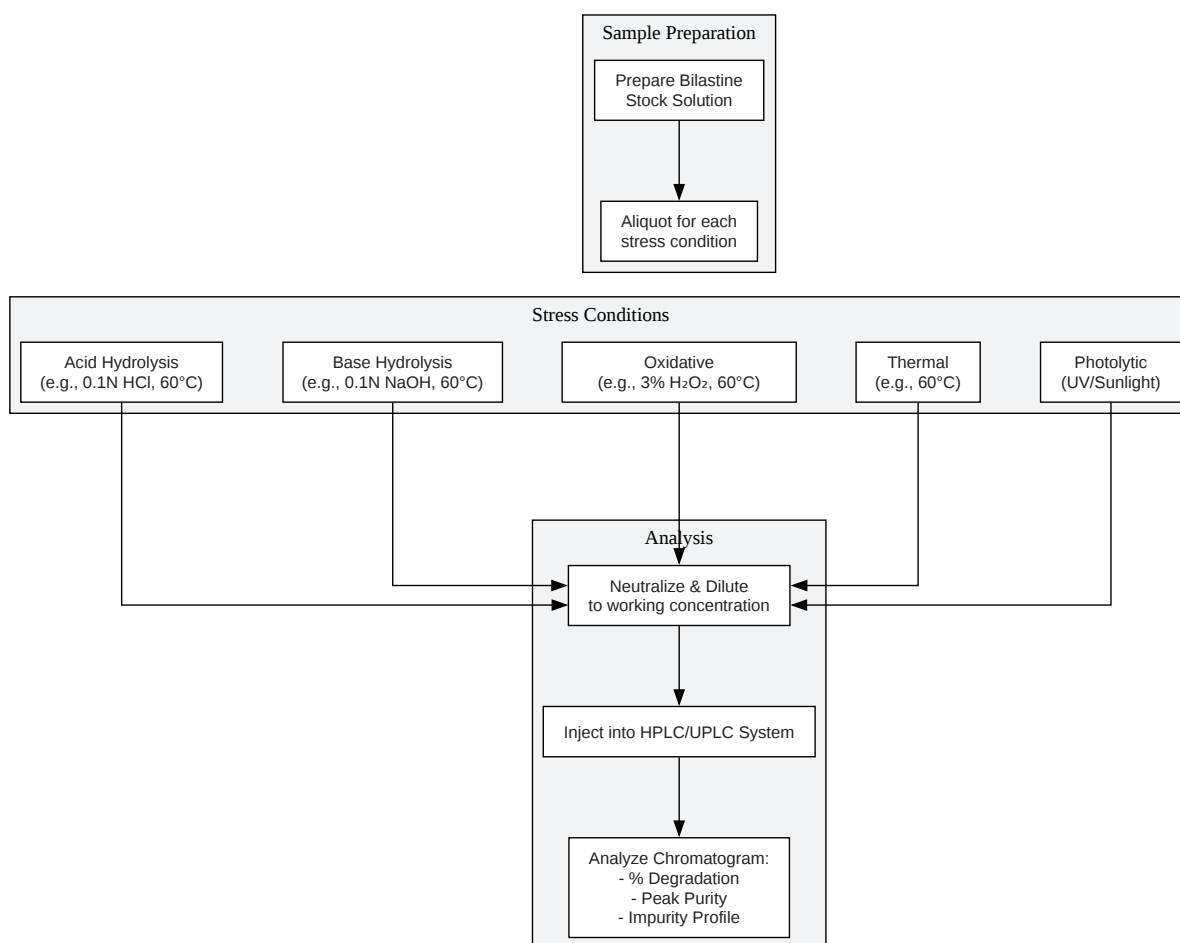 Sample Preparation
Prepare Bilastine
Stock Solution
Aliquot for each
stress condition
Stress Conditions
Acid Hydrolysis
(e.g., 0.1N HCl, 60°C)
Base Hydrolysis
(e.g., 0.1N NaOH, 60°C)
Oxidative
(e.g., 3% H₂O₂, 60°C)
Thermal
(e.g., 60°C)
Photolytic
(UV/Sunlight)
Analysis
Neutralize & Dilute
to working concentration
Inject into HPLC/UPLC System
Analyze Chromatogram:
- % Degradation
- Peak Purity
- Impurity Profile